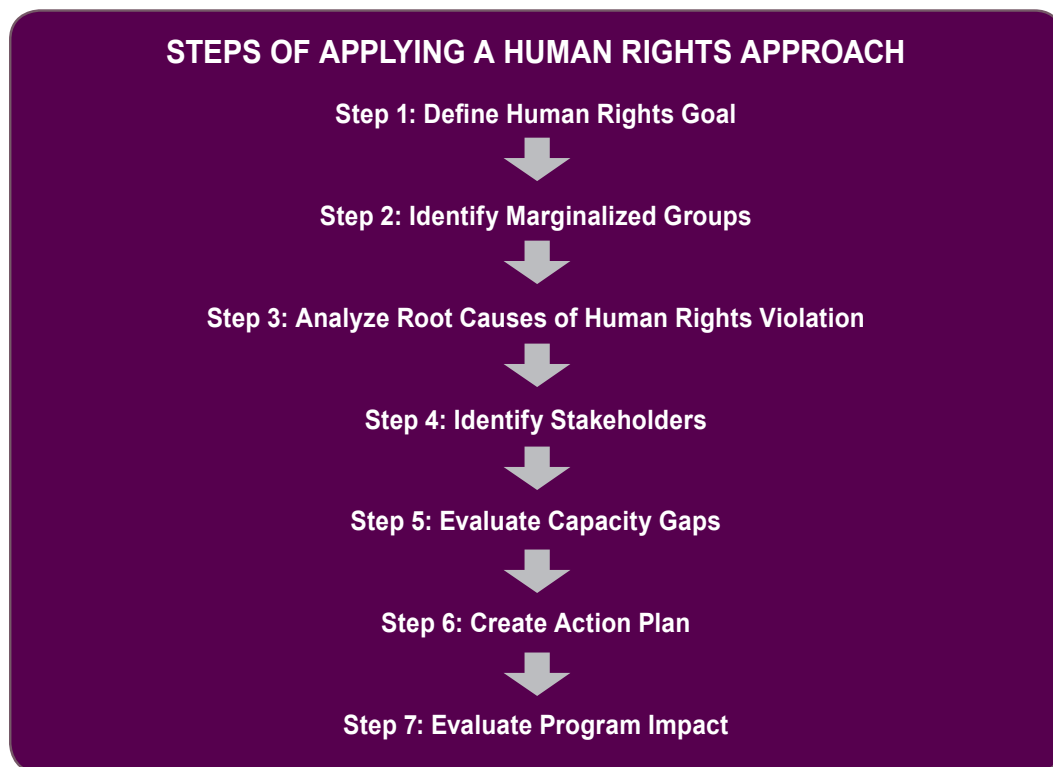 STEPS OF APPLYING A HUMAN RIGHTS APPROACH
Step 1: Define Human Rights Goal
Step 2: Identify Marginalized Groups
Step 3: Analyze Root Causes of Human Rights Violation
Step 4: Identify Stakeholders
Step 5: Evaluate Capacity Gaps
Step 6: Create Action Plan
Step 7: Evaluate Program Impact